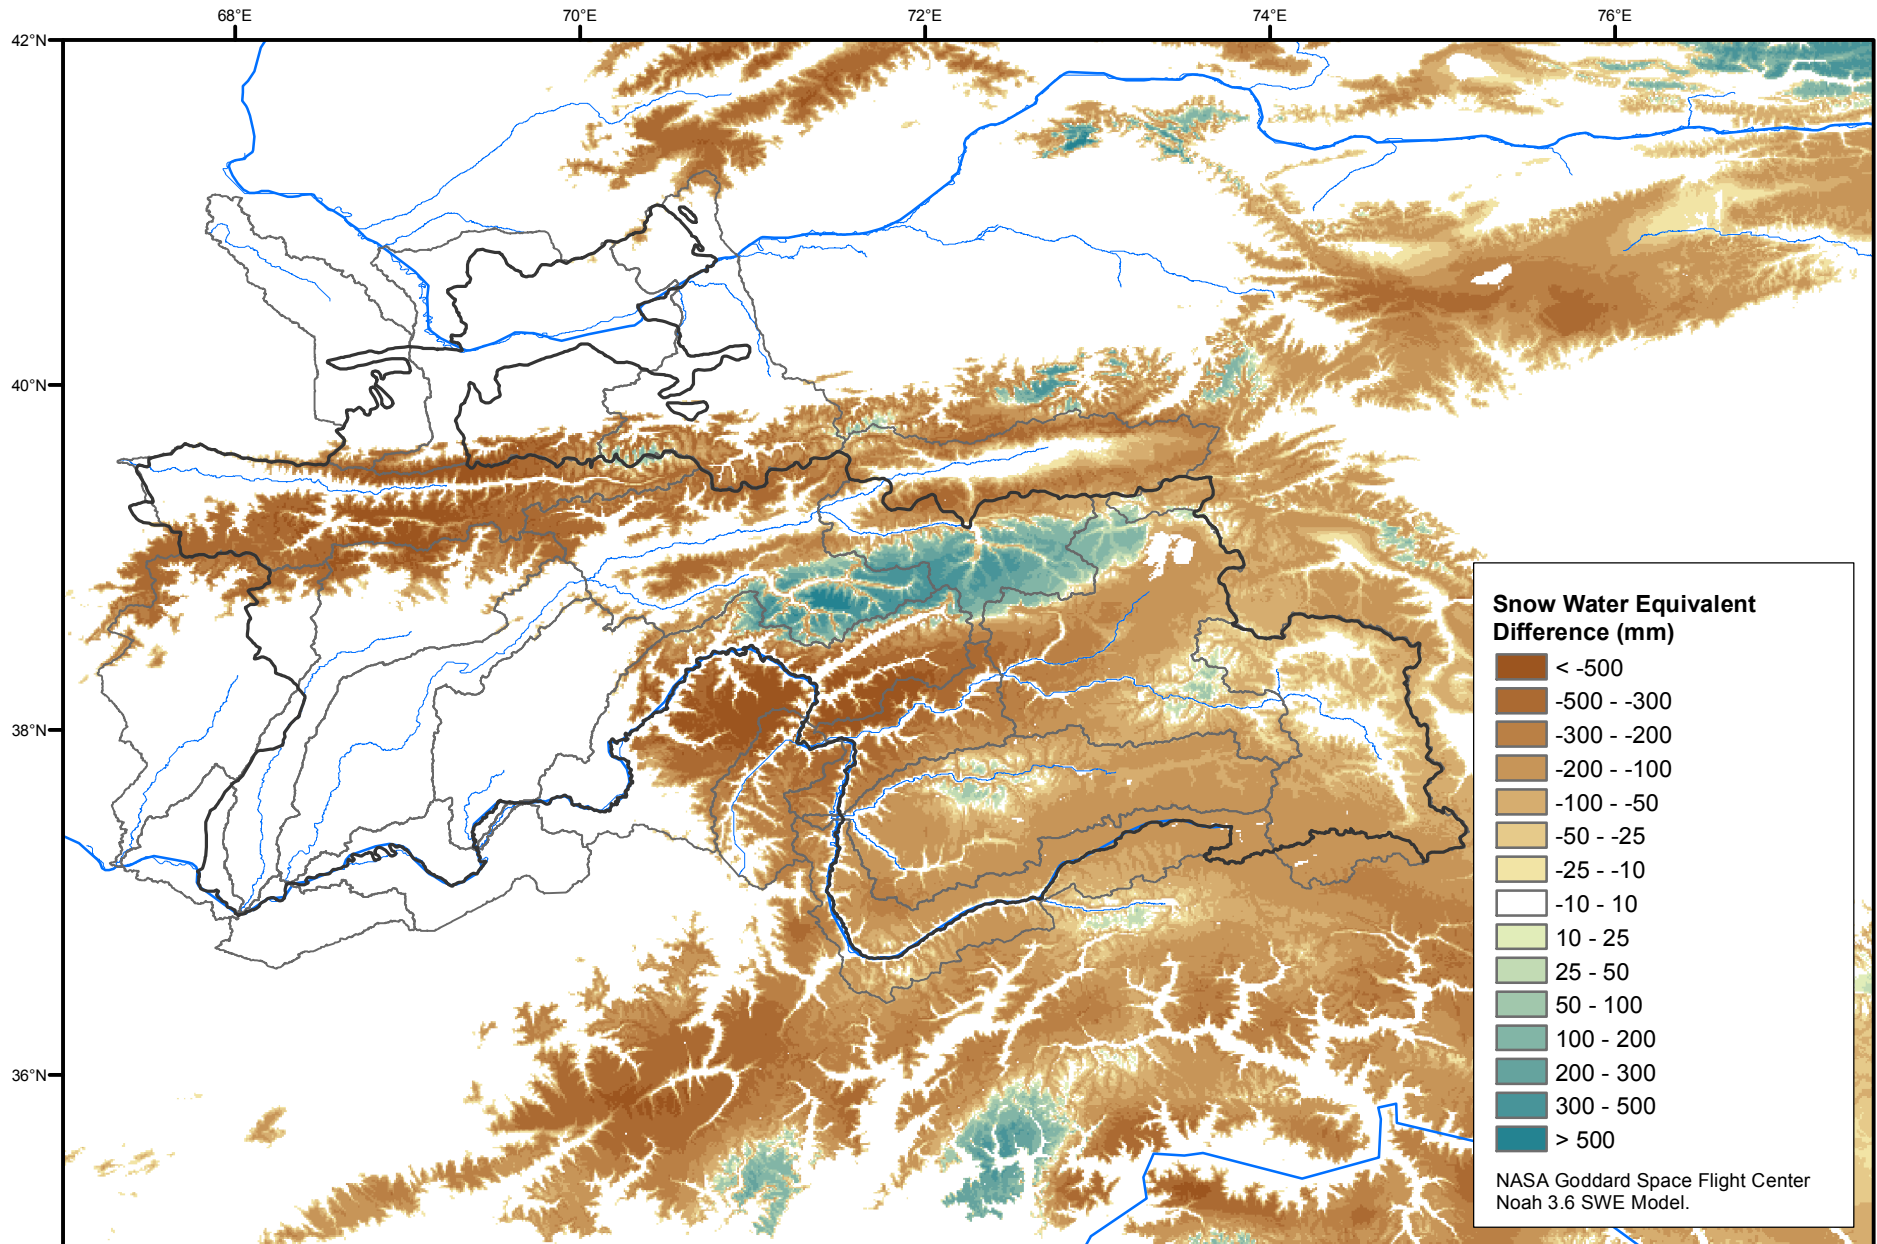 68°E 70°E 72°E 74°E 76°E
42°N
40°N
38°N
36°N
Snow Water Equivalent
Difference (mm)
< -500
-500 - -300
-300 - -200
-200 - -100
-100 - -50
-50 - -25
-25 - -10
-10 - 10
10 - 25
25 - 50
50 - 100
100 - 200
200 - 300
300 - 500
> 500
NASA Goddard Space Flight Center
Noah 3.6 SWE Model.